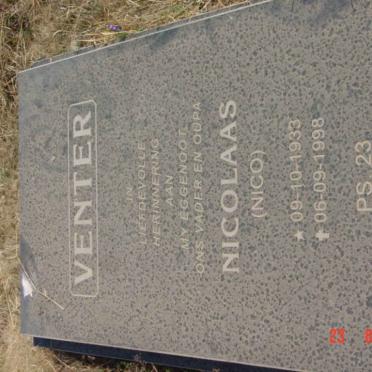 VENTER
IN
LIEFDEVOLLE
HERINNERING
AAN
MY EGGENOOT
ONS VADER EN OUPA
NICOLAAS
(NICO)
★ 09-10-1933
✝ 06-09-1998
PS 23
23